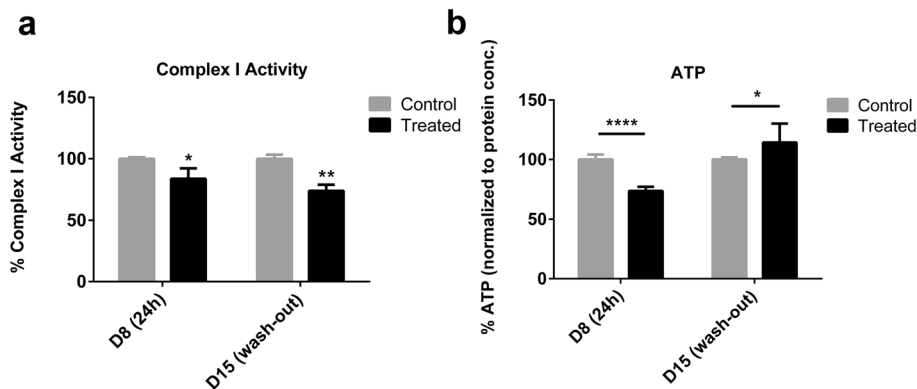 a
Complex I Activity
% Complex I Activity
150
100
50
0
*
**
Control
Treated
D8 (24h)
D15 (wash-out)
b
ATP
% ATP (normalized to protein conc.)
150
100
50
0
****
*
Control
Treated
D8 (24h)
D15 (wash-out)